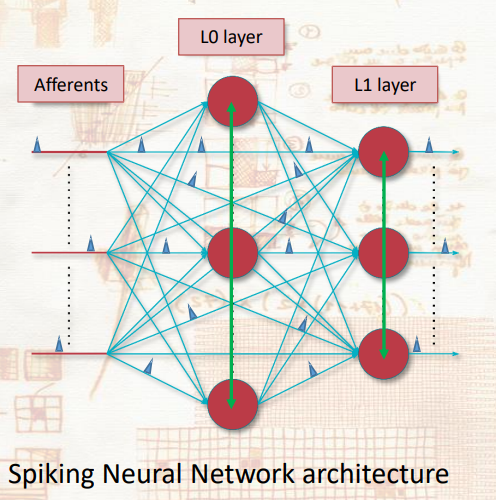 L0 layer
Afferents
L1 layer
Spiking Neural Network architecture